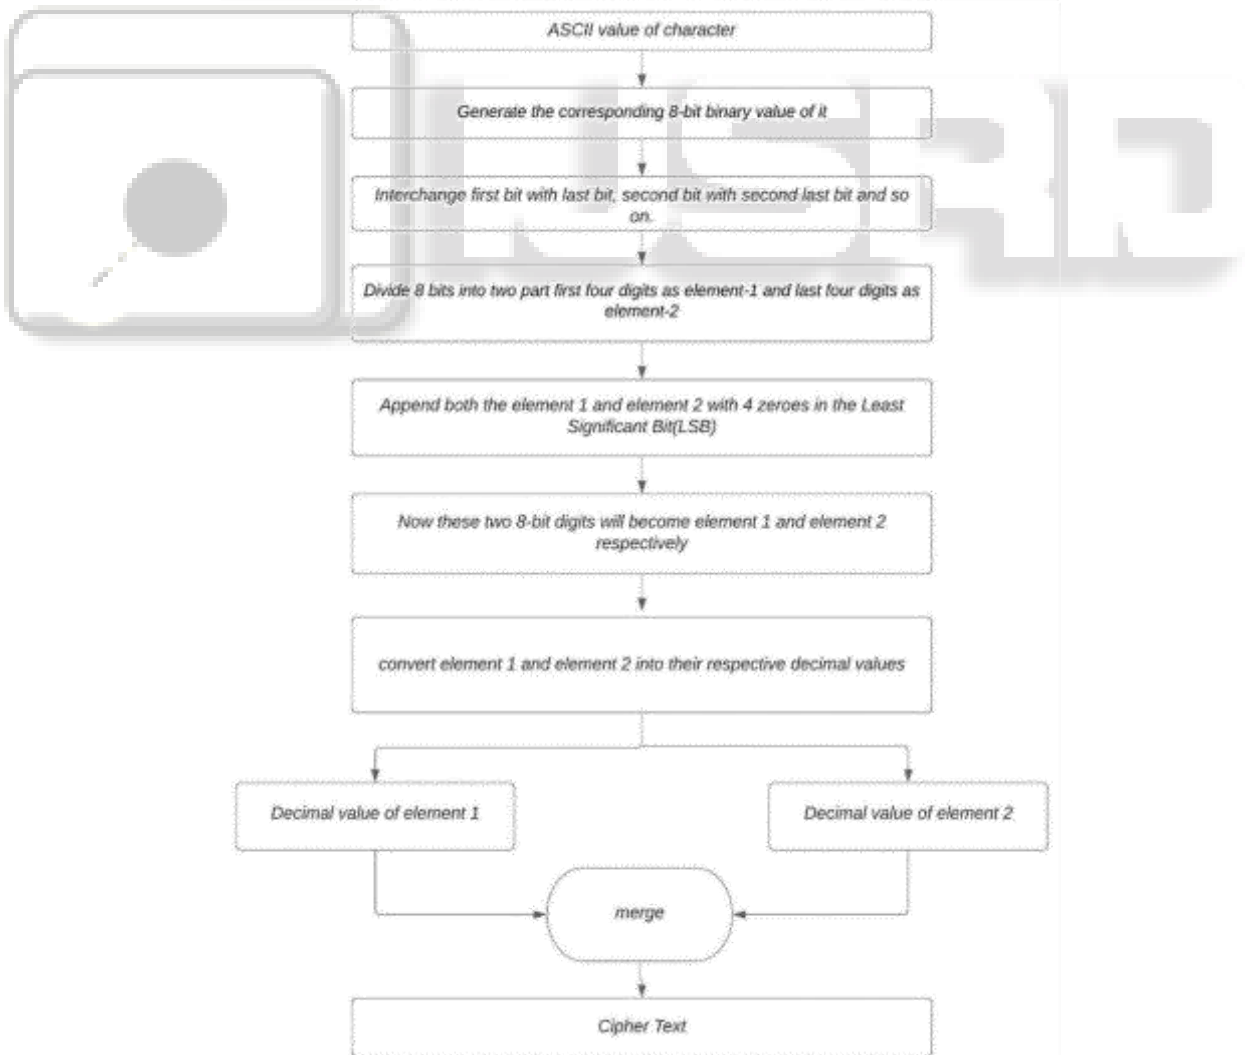 ASCII value of character
Generate the corresponding 8-bit binary value of it
Interchange first bit with last bit, second bit with second last bit and so
on.
Divide 8 bits into two part first four digits as element-1 and last four digits as
element-2
Append both the element 1 and element 2 with 4 zeroes in the Least
Significant Bit(LSB)
Now these two 8-bit digits will become element 1 and element 2
respectively
convert element 1 and element 2 into their respective decimal values
Decimal value of element 1
Decimal value of element 2
merge
Cipher Text